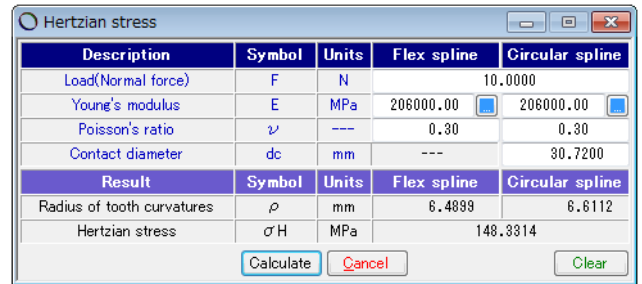 Hertzian stress
Description Symbol Units Flex spline Circular spline
Load(Normal force) F N 10.0000
Young's modulus E MPa 206000.00 ... 206000.00 ...
Poisson's ratio ν --- 0.30 0.30
Contact diameter dc mm --- 30.7200
Result Symbol Units Flex spline Circular spline
Radius of tooth curvatures ρ mm 6.4899 6.6112
Hertzian stress σH MPa 148.3314
Calculate Cancel Clear